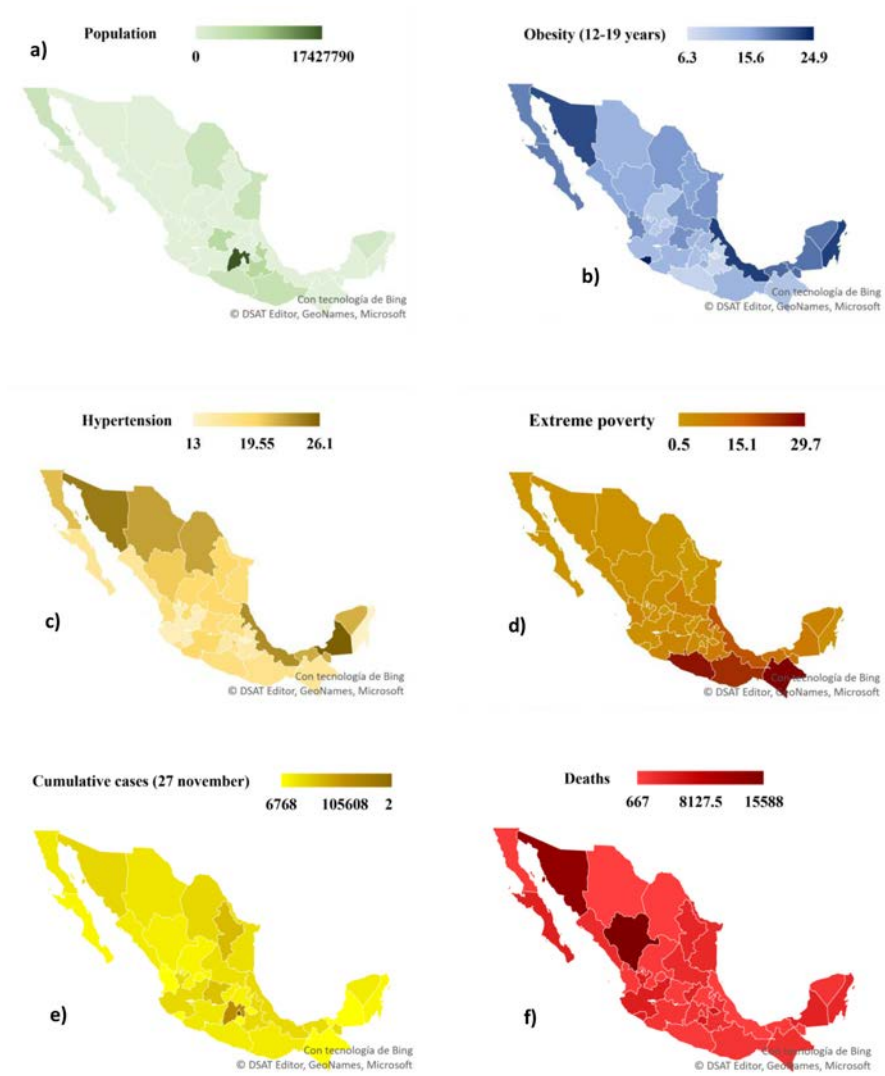 a)
Population
0 17427790
Con tecnología de Bing
© DSAT Editor, GeoNames, Microsoft
Obesity (12-19 years)
6.3 15.6 24.9
b)
Con tecnología de Bing
© DSAT Editor, GeoNames, Microsoft
Hypertension
13 19.55 26.1
c)
Con tecnología de Bing
© DSAT Editor, GeoNames, Microsoft
Extreme poverty
0.5 15.1 29.7
d)
Con tecnología de Bing
© DSAT Editor, GeoNames, Microsoft
Cumulative cases (27 november)
6768 105608 2
e)
Con tecnología de Bing
© DSAT Editor, GeoNames, Microsoft
Deaths
667 8127.5 15588
f)
Con tecnología de Bing
© DSAT Editor, GeoNames, Microsoft